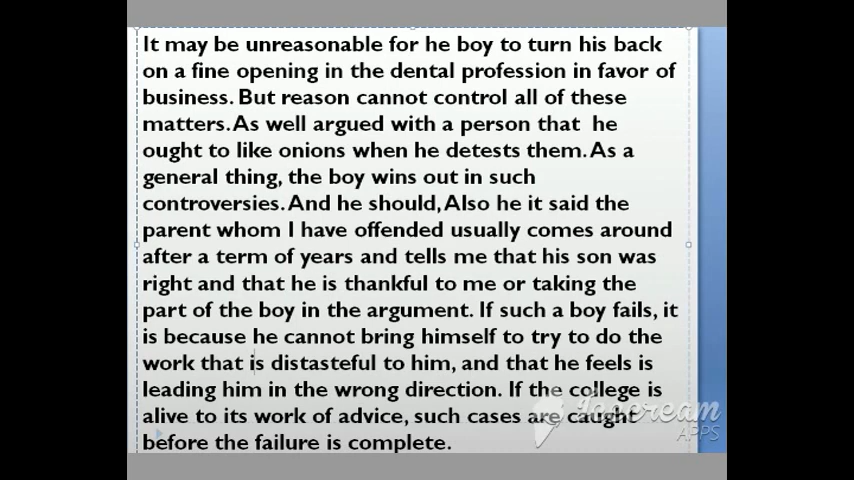 It may be unreasonable for he boy to turn his back
on a fine opening in the dental profession in favor of
business. But reason cannot control all of these
matters. As well argued with a person that he
ought to like onions when he detests them. As a
general thing, the boy wins out in such
controversies. And he should, Also he it said the
parent whom I have offended usually comes around
after a term of years and tells me that his son was
right and that he is thankful to me or taking the
part of the boy in the argument. If such a boy fails, it
is because he cannot bring himself to try to do the
work that is distasteful to him, and that he feels is
leading him in the wrong direction. If the college is
alive to its work of advice, such cases are caught
before the failure is complete.
APPS